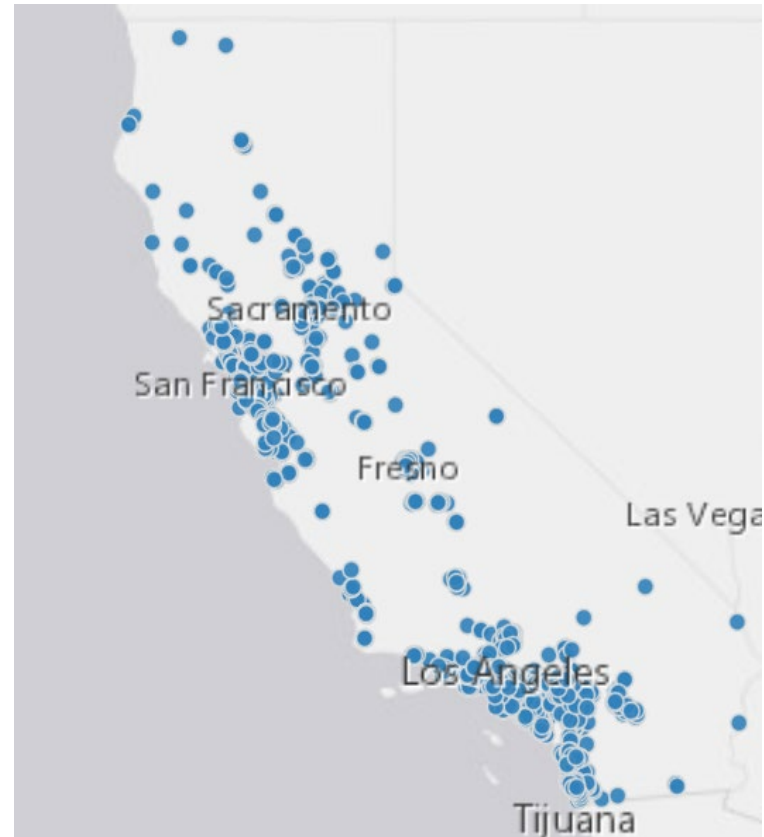 Sacramento
San Francisco
Fresno
Las Vega
Los Angeles
Tijuana